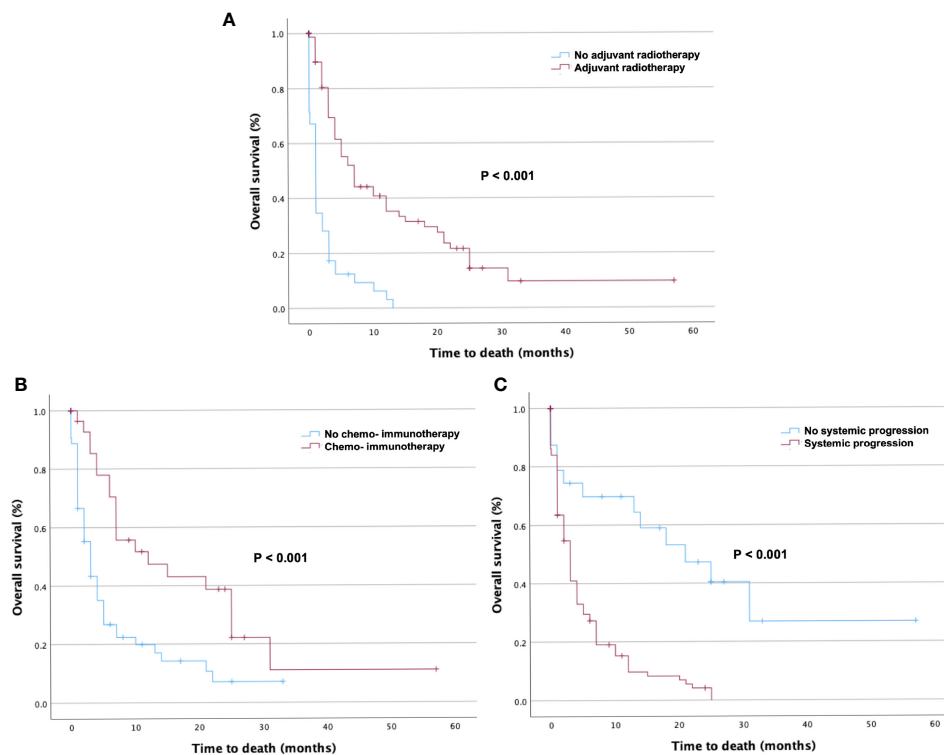 A
Overall survival (%)
1.0
0.8
0.6
0.4
0.2
0.0
No adjuvant radiotherapy
Adjuvant radiotherapy
P < 0.001
0 10 20 30 40 50 60
Time to death (months)
B
Overall survival (%)
1.0
0.8
0.6
0.4
0.2
0.0
No chemo- immunotherapy
Chemo- immunotherapy
P < 0.001
0 10 20 30 40 50 60
Time to death (months)
C
Overall survival (%)
1.0
0.8
0.6
0.4
0.2
0.0
No systemic progression
Systemic progression
P < 0.001
0 10 20 30 40 50 60
Time to death (months)